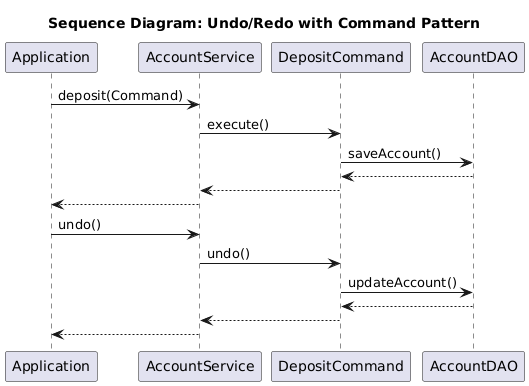 Sequence Diagram: Undo/Redo with Command Pattern
Application
AccountService
DepositCommand
AccountDAO
deposit(Command)
execute()
saveAccount()
undo()
undo()
updateAccount()
Application
AccountService
DepositCommand
AccountDAO